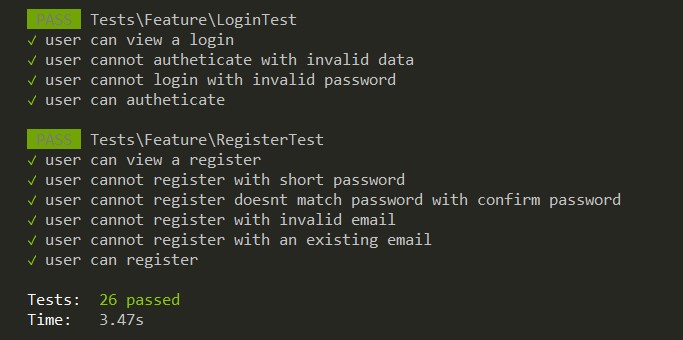 PASS Tests\Feature\LoginTest
✓ user can view a login
✓ user cannot autheticate with invalid data
✓ user cannot login with invalid password
✓ user can autheticate
PASS Tests\Feature\RegisterTest
✓ user can view a register
✓ user cannot register with short password
✓ user cannot register doesnt match password with confirm password
✓ user cannot register with invalid email
✓ user cannot register with an existing email
✓ user can register
Tests: 26 passed
Time: 3.47s